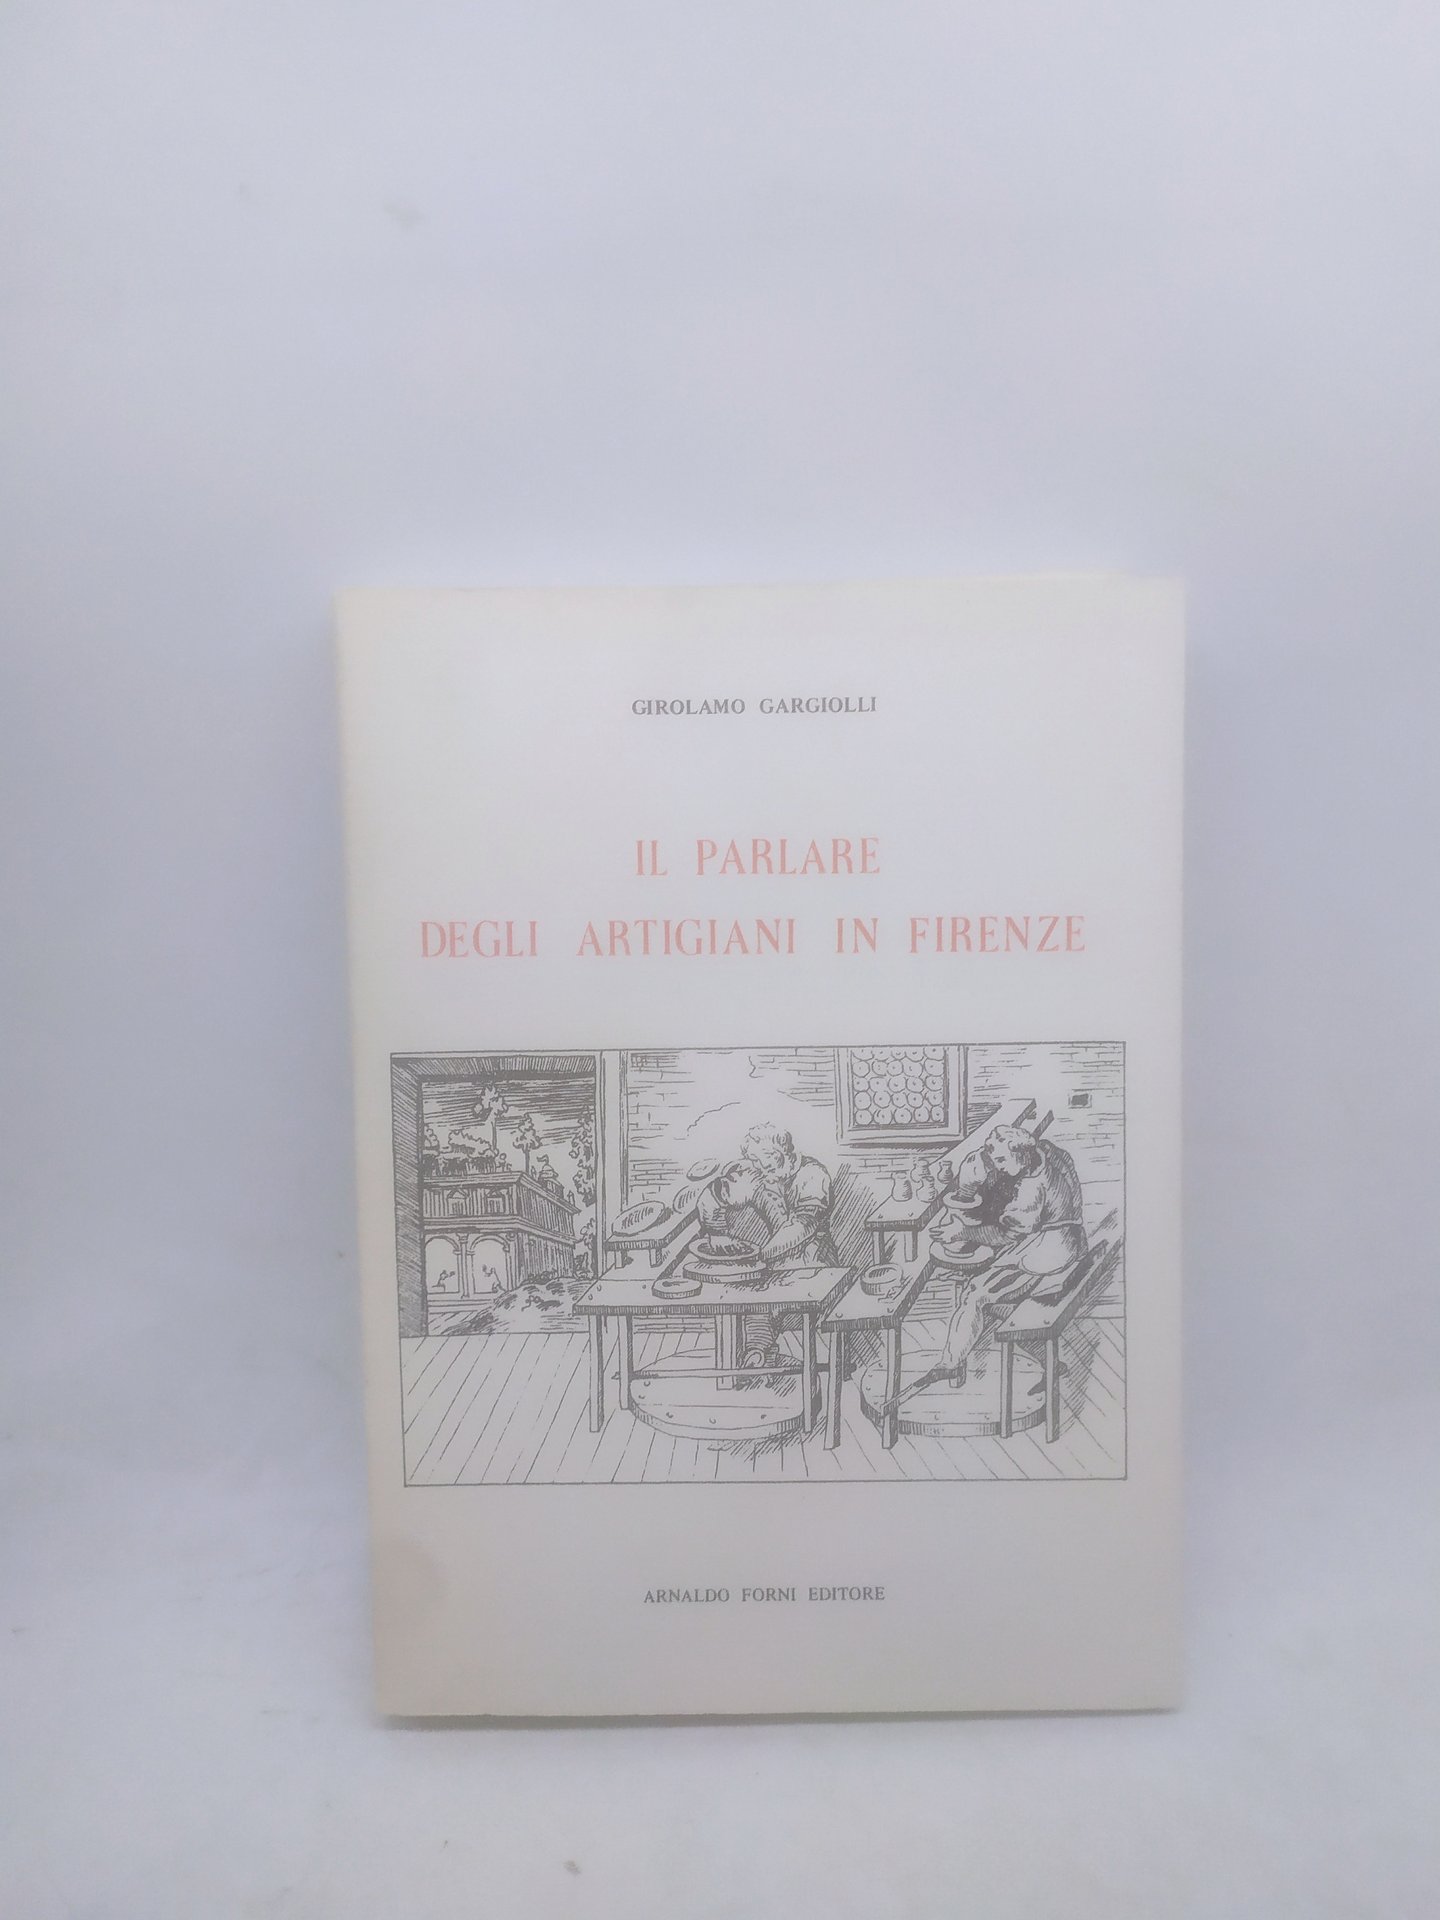 GIROLAMO GARGIOLLI
IL PARLARE
DEGLI ARTIGIANI IN FIRENZE
ARNALDO FORNI EDITORE